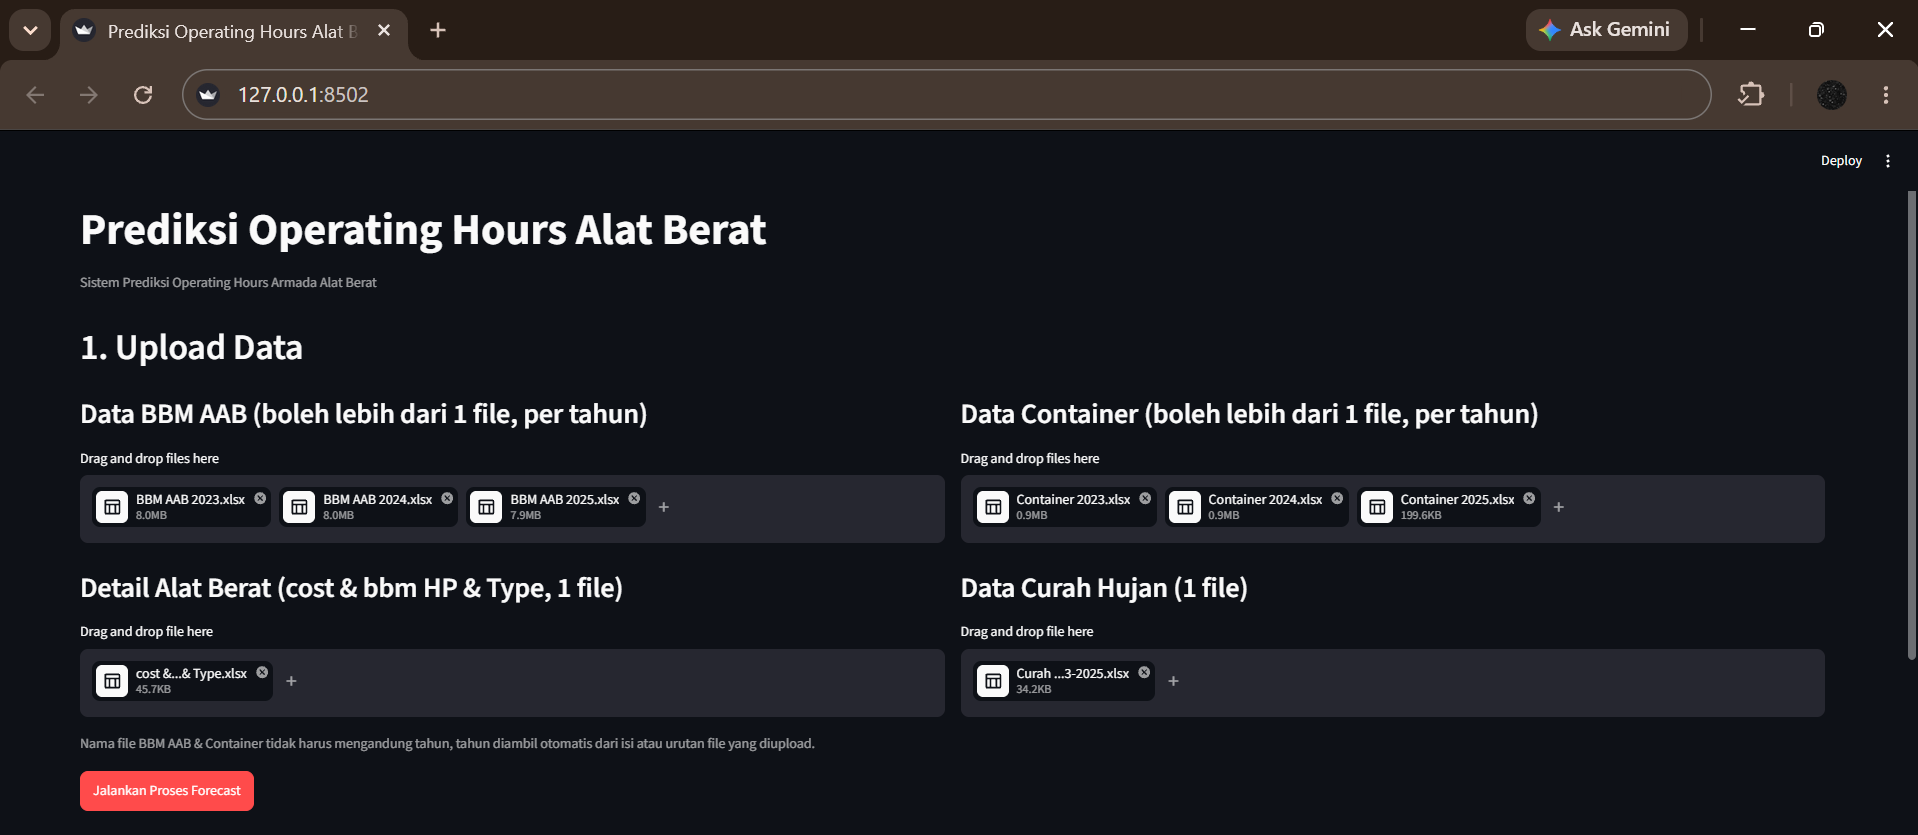 Prediksi Operating Hours Alat B
Ask Gemini
127.0.0.1:8502
Deploy
Prediksi Operating Hours Alat Berat
Sistem Prediksi Operating Hours Armada Alat Berat
1. Upload Data
Data BBM AAB (boleh lebih dari 1 file, per tahun)
Drag and drop files here
BBM AAB 2023.xlsx
8.0MB
BBM AAB 2024.xlsx
8.0MB
BBM AAB 2025.xlsx
7.9MB
Data Container (boleh lebih dari 1 file, per tahun)
Drag and drop files here
Container 2023.xlsx
0.9MB
Container 2024.xlsx
0.9MB
Container 2025.xlsx
199.6KB
Detail Alat Berat (cost & bbm HP & Type, 1 file)
Drag and drop file here
cost &...& Type.xlsx
45.7KB
Data Curah Hujan (1 file)
Drag and drop file here
Curah ...3-2025.xlsx
34.2KB
Nama file BBM AAB & Container tidak harus mengandung tahun, tahun diambil otomatis dari isi atau urutan file yang diupload.
Jalankan Proses Forecast